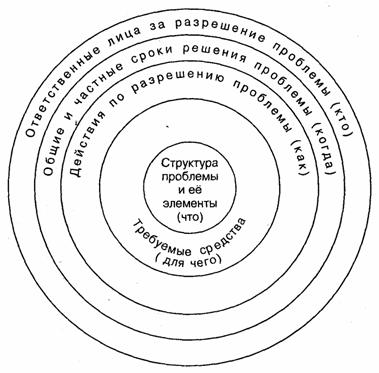 Ответственные лица за разрешение проблемы (кто)
Общие и частные сроки решения проблемы (когда)
Действия по разрешению проблемы (как)
Структура
проблемы
и её
элементы
(что)
Требуемые средства
( для чего)